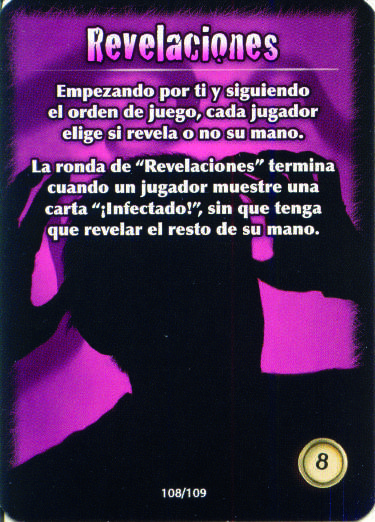 Revelaciones
Empezando por ti y siguiendo
el orden de juego, cada jugador
elige si revela o no su mano.
La ronda de “Revelaciones” termina
cuando un jugador muestre una
carta “¡Infectado!”, sin que tenga
que revelar el resto de su mano.
8
108/109